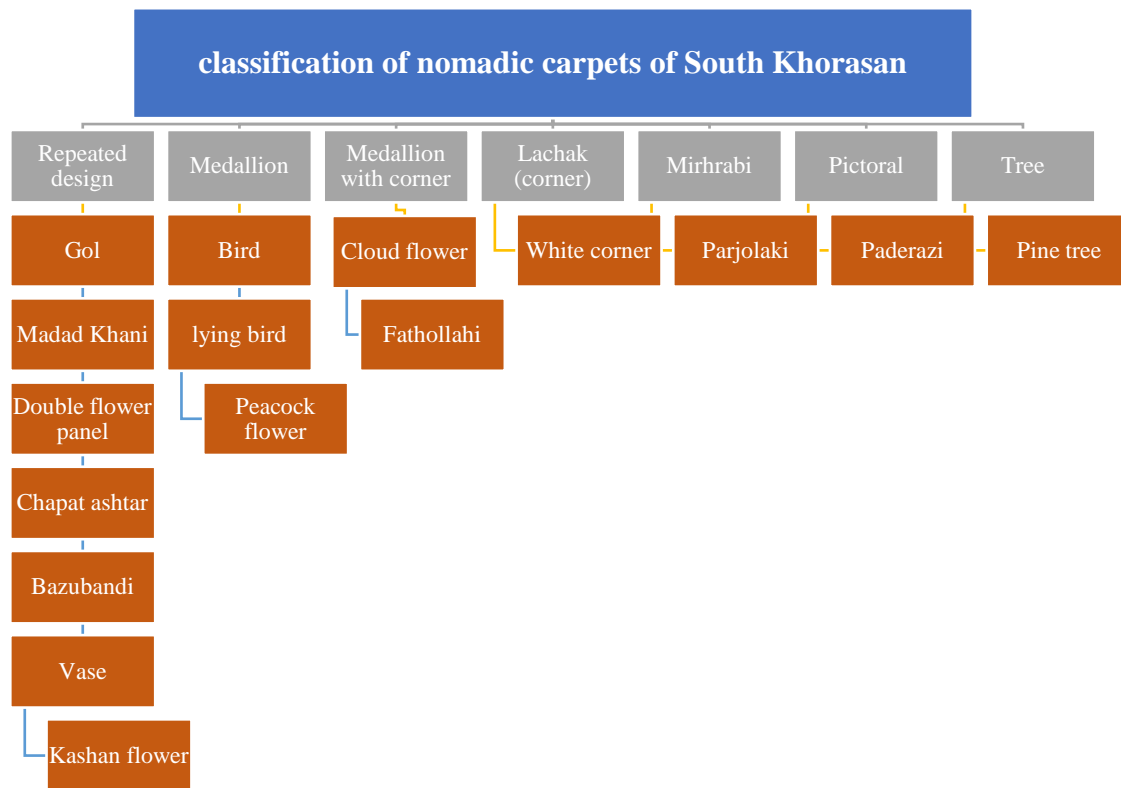 classification of nomadic carpets of South Khorasan
Repeated
design
Medallion
Medallion
with corner
Lachak
(corner)
Mirhrabi
Pictoral
Tree
Gol
Bird
Cloud flower
White corner
Parjolaki
Paderazi
Pine tree
Madad Khani
lying bird
Fathollahi
Double flower
panel
Peacock
flower
Chapat ashtar
Bazubandi
Vase
Kashan flower